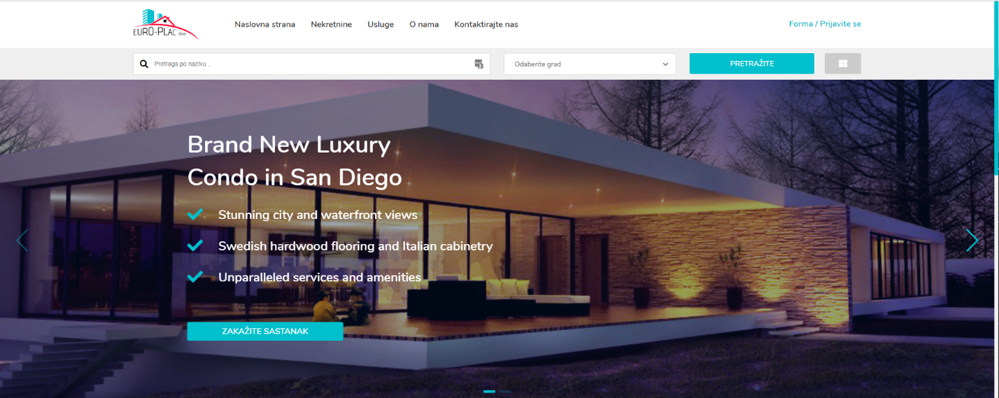 EURO-PLAC doo
Naslovna strana
Nekretnine
Usluge
O nama
Kontaktirajte nas
Forma / Prijavite se
Pretraga po nazivu ..
Odaberite grad
PRETRAŽITE
Brand New Luxury
Condo in San Diego
Stunning city and waterfront views
Swedish hardwood flooring and Italian cabinetry
Unparalleled services and amenities
ZAKAŽITE SASTANAK